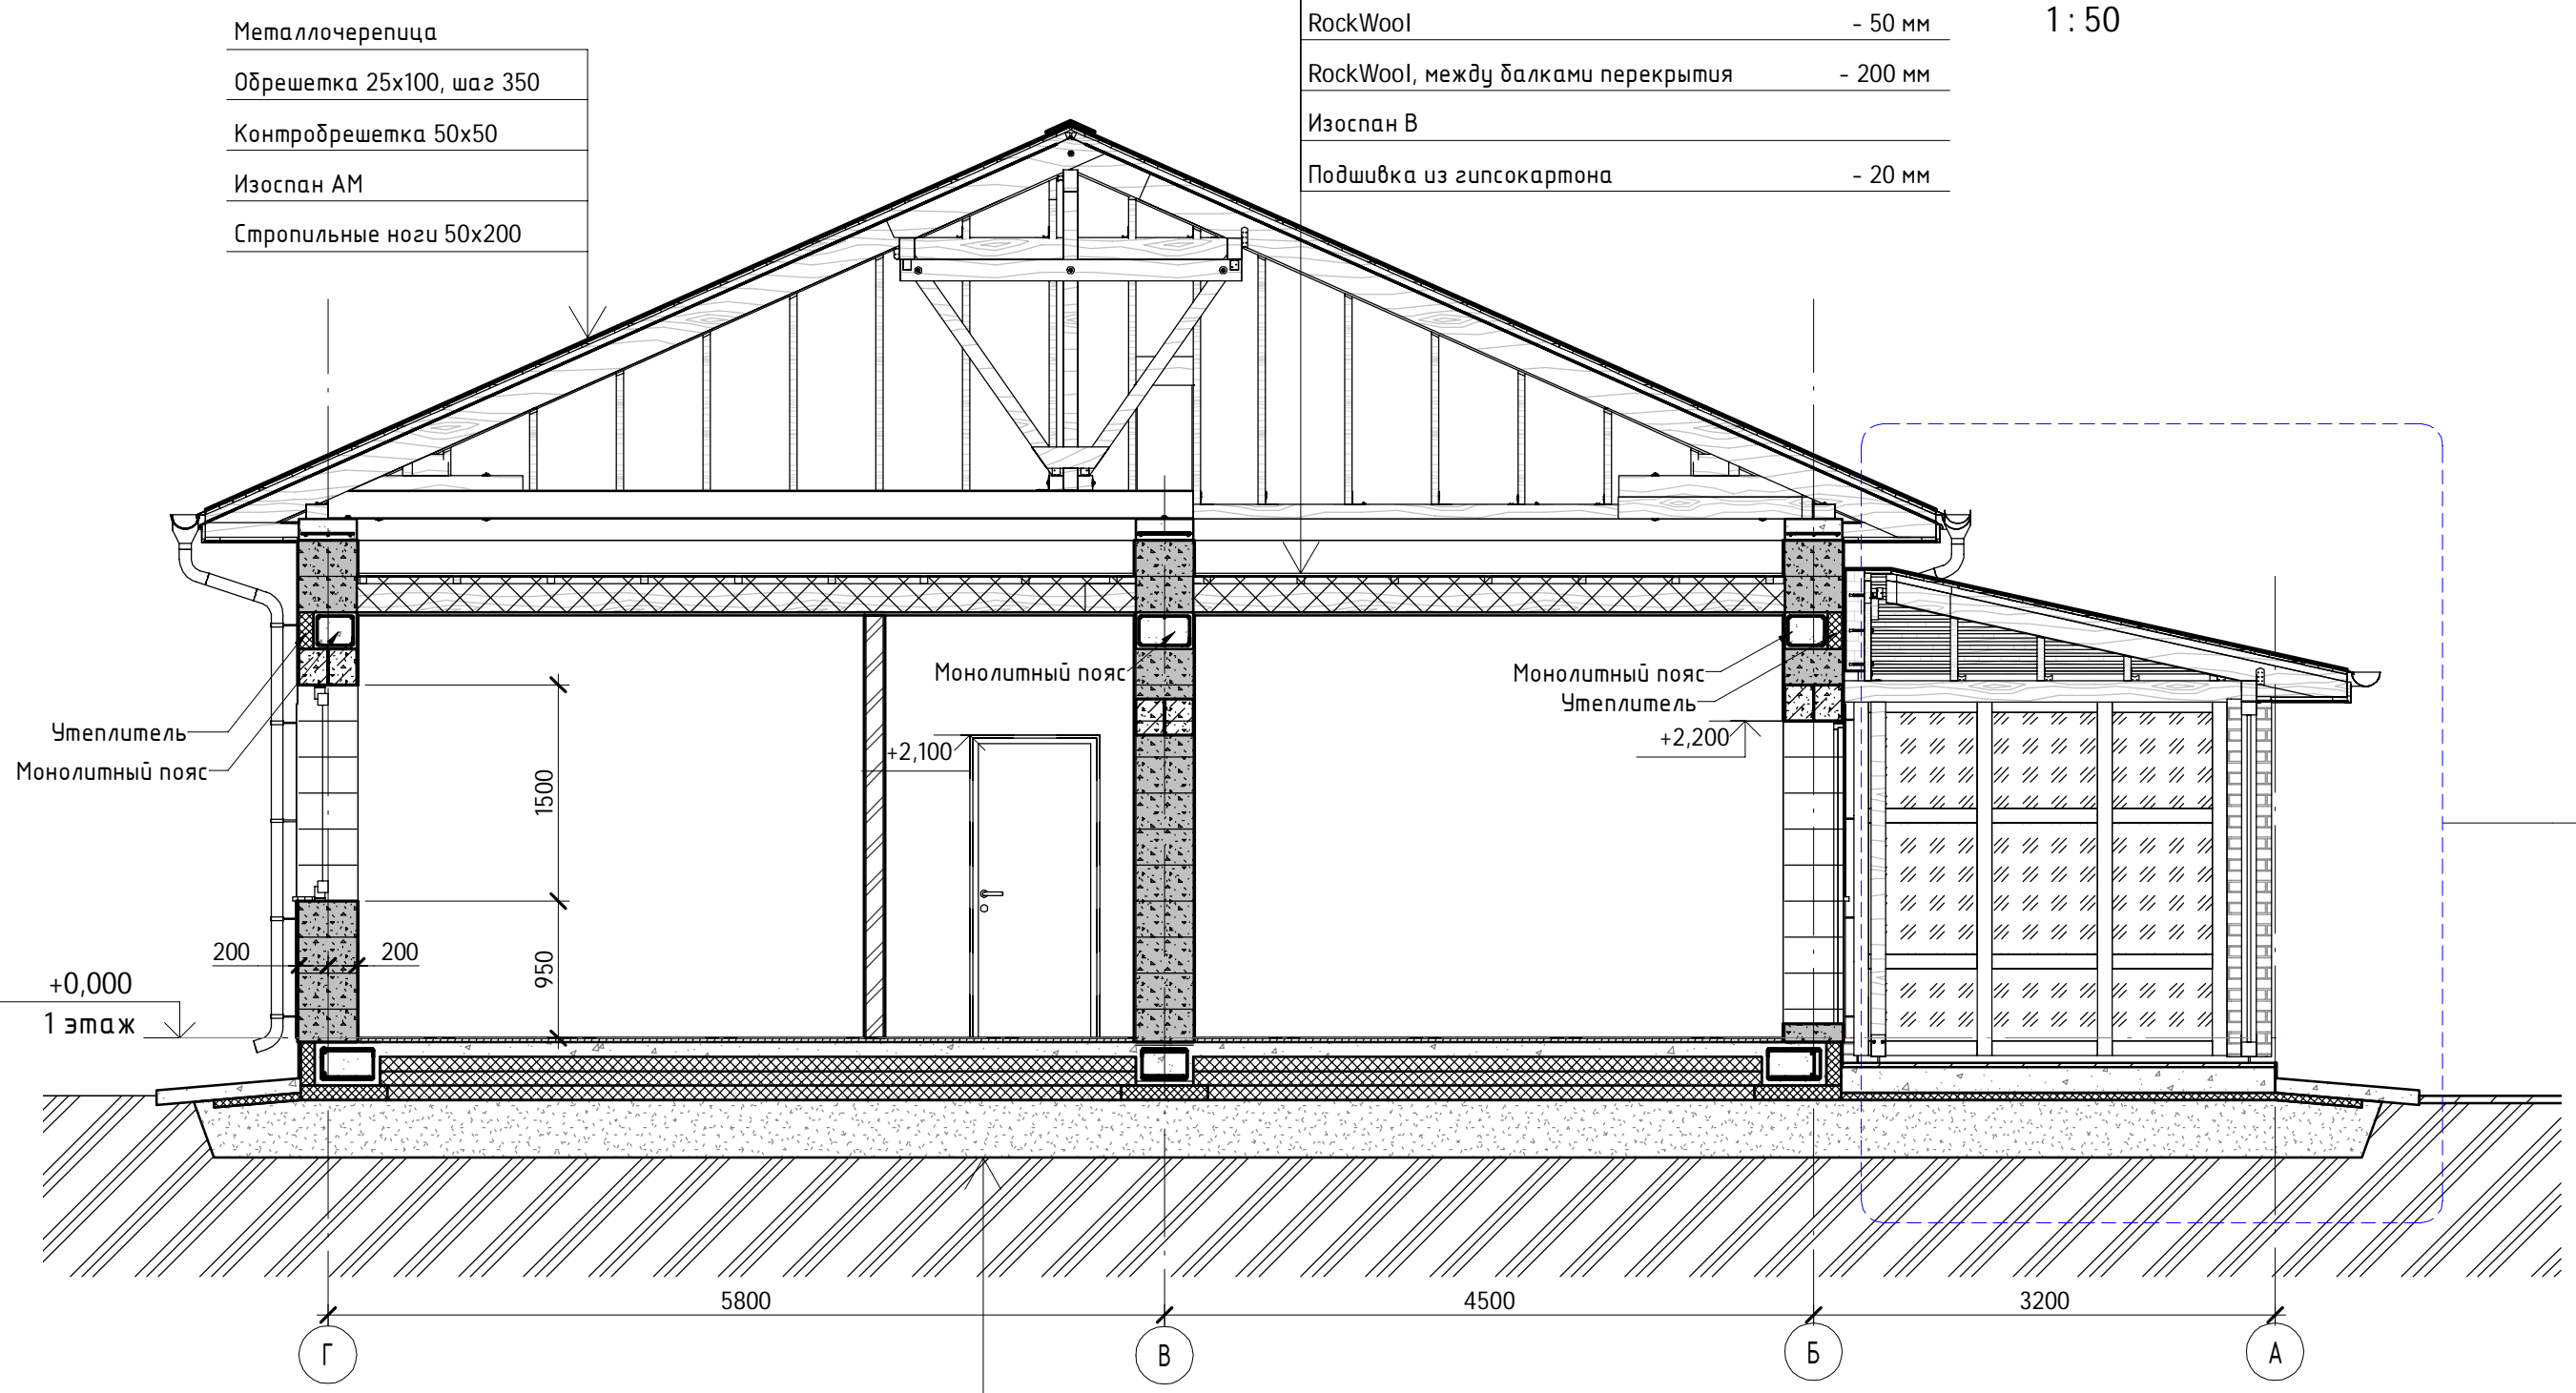 Металлочерепица
Обрешетка 25х100, шаг 350
Контробрешетка 50х50
Изоспан АМ
Стропильные ноги 50х200
RockWool - 50 мм
RockWool, между балками перекрытия - 200 мм
Изоспан В
Подшивка из гипсокартона - 20 мм
1 : 50
Утеплитель
Монолитный пояс
Монолитный пояс
Монолитный пояс
Утеплитель
+2,100
+2,200
1500
950
200
200
+0,000
1 этаж
5800
4500
3200
Г
В
Б
А